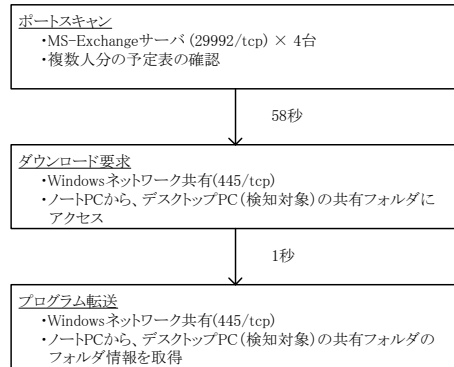 ポートスキャン
・MS-Exchangeサーバ (29992/tcp) × 4台
・複数人分の予定表の確認
58秒
ダウンロード要求
・Windowsネットワーク共有(445/tcp)
・ノートPCから、デスクトップPC(検知対象)の共有フォルダに
アクセス
1秒
プログラム転送
・Windowsネットワーク共有(445/tcp)
・ノートPCから、デスクトップPC(検知対象)の共有フォルダの
フォルダ情報を取得